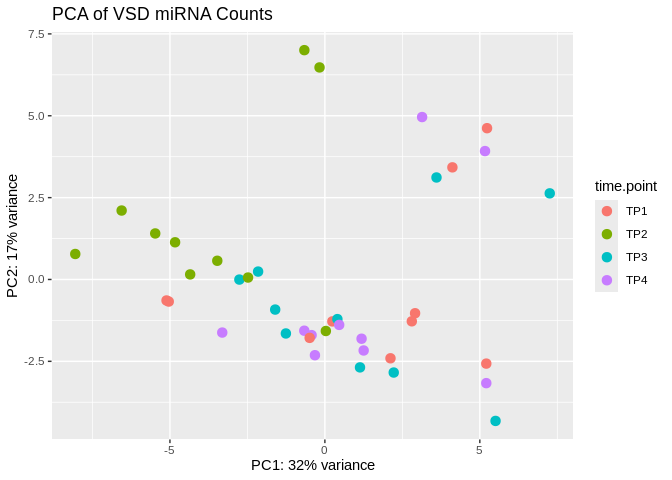 PCA of VSD miRNA Counts
7.5
5.0
2.5
0.0
-2.5
PC2: 17% variance
-5
0
5
PC1: 32% variance
time.point
TP1
TP2
TP3
TP4